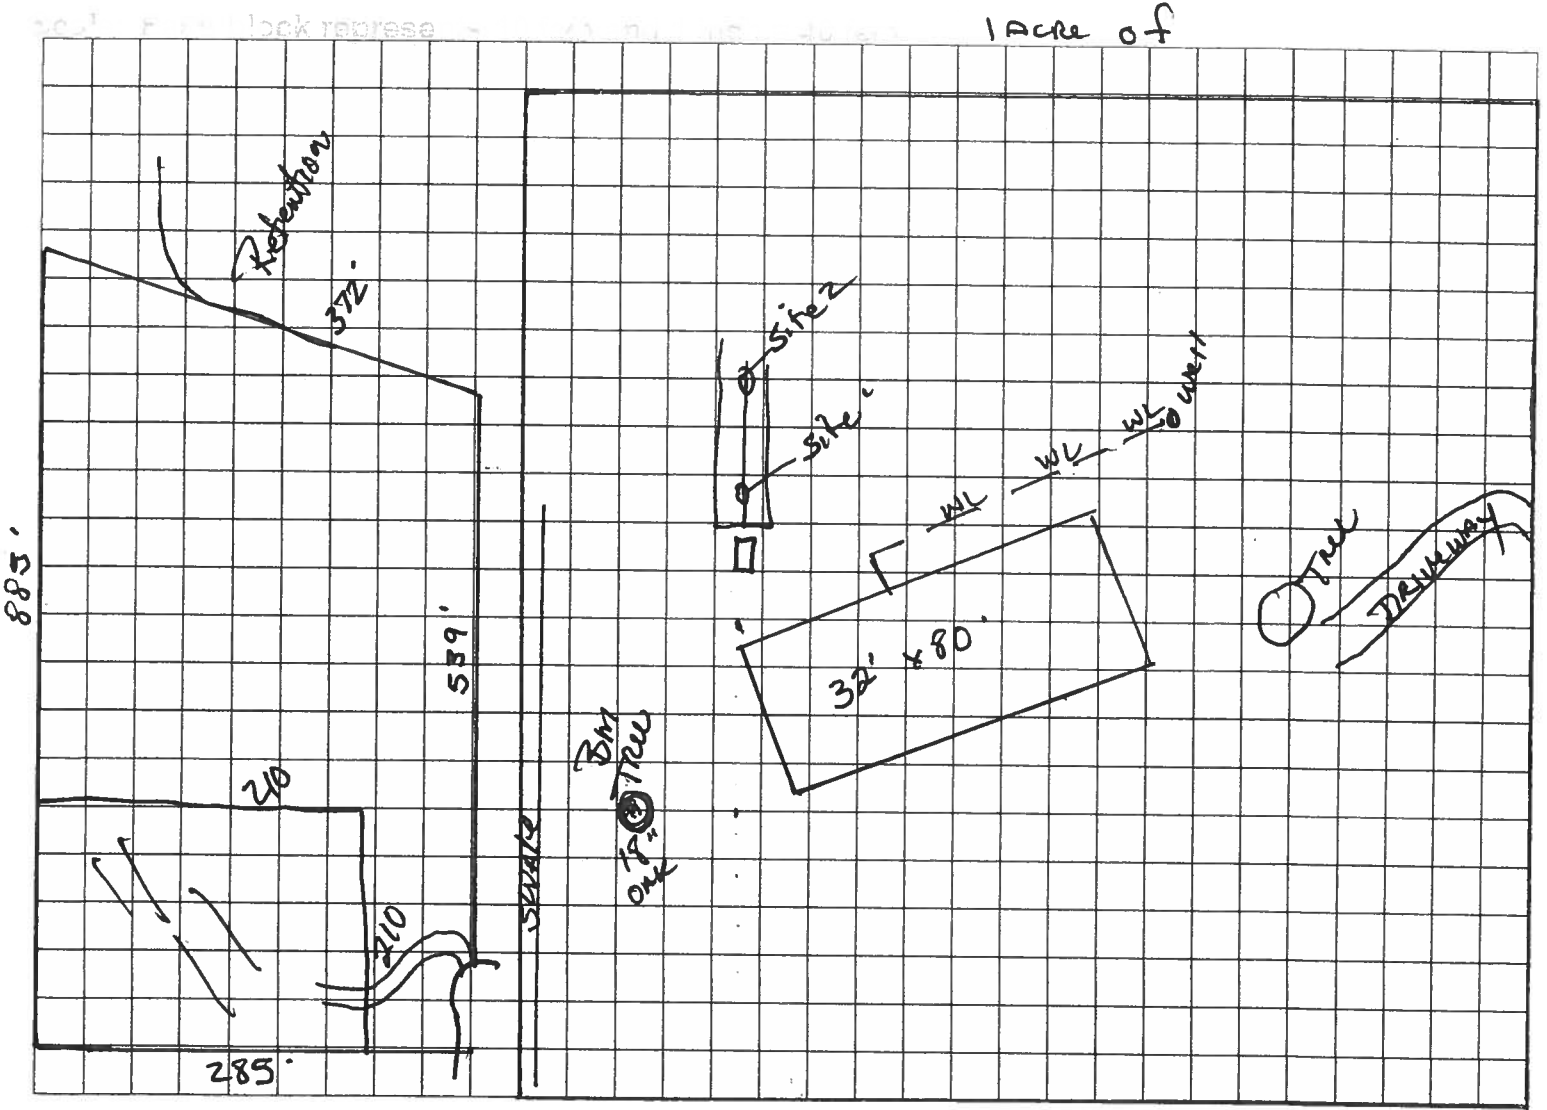 1 ACRE of
Retention
372'
Site 2
Site 1
well
WL
WL
WL
885'
539'
32' x 80'
Tree
DRIVEWAY
BM
Tree
18"
OAK
210
210
SWALE
285'